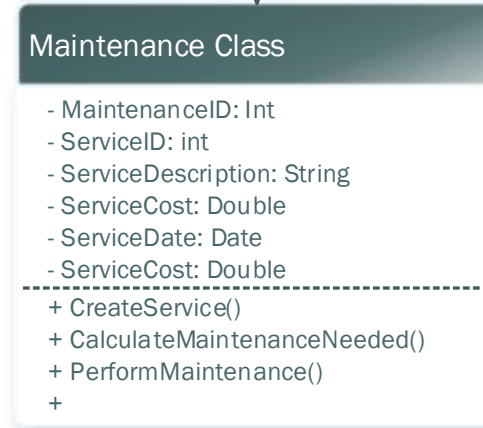 Maintenance Class
- MaintenanceID: Int
- ServiceID: int
- ServiceDescription: String
- ServiceCost: Double
- ServiceDate: Date
- ServiceCost: Double
+ CreateService()
+ CalculateMaintenanceNeeded()
+ PerformMaintenance()
+